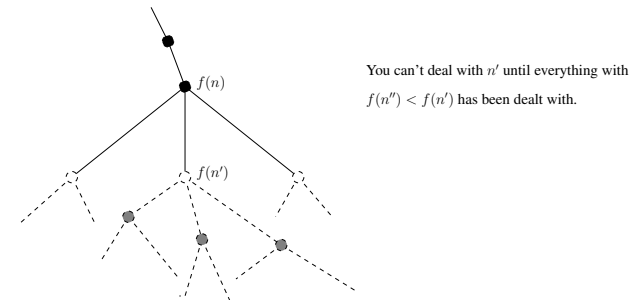 f(n)
You can't deal with n′ until everything with
f(n′′) < f(n′) has been dealt with.
f(n′)